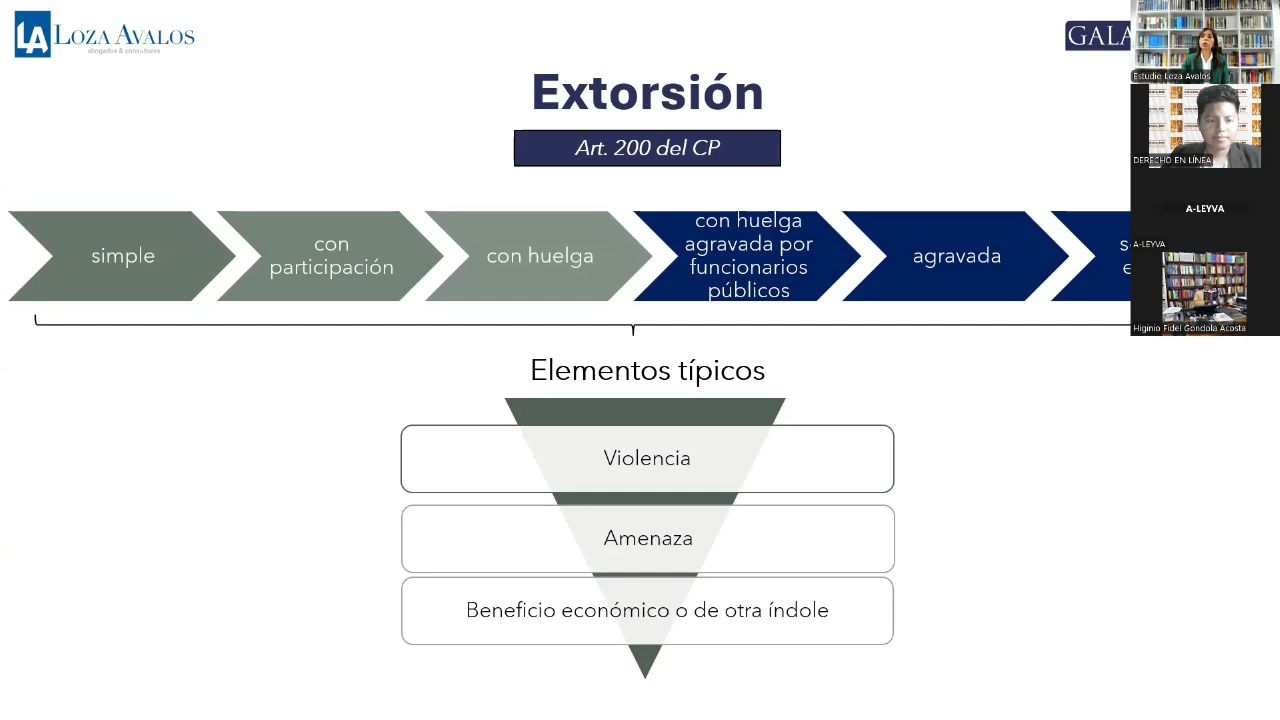 LA LOZA AVALOS
abogados & consultores
GALA
Extorsión
Art. 200 del CP
simple
con
participación
con huelga
con huelga
agravada por
funcionarios
públicos
agravada
Elementos típicos
Violencia
Amenaza
Beneficio económico o de otra índole
Estudio Loza Avalos
DERECHO EN LÍNEA
A-LEYVA
A-LEYVA
Higinio Fidel Gondola Acosta